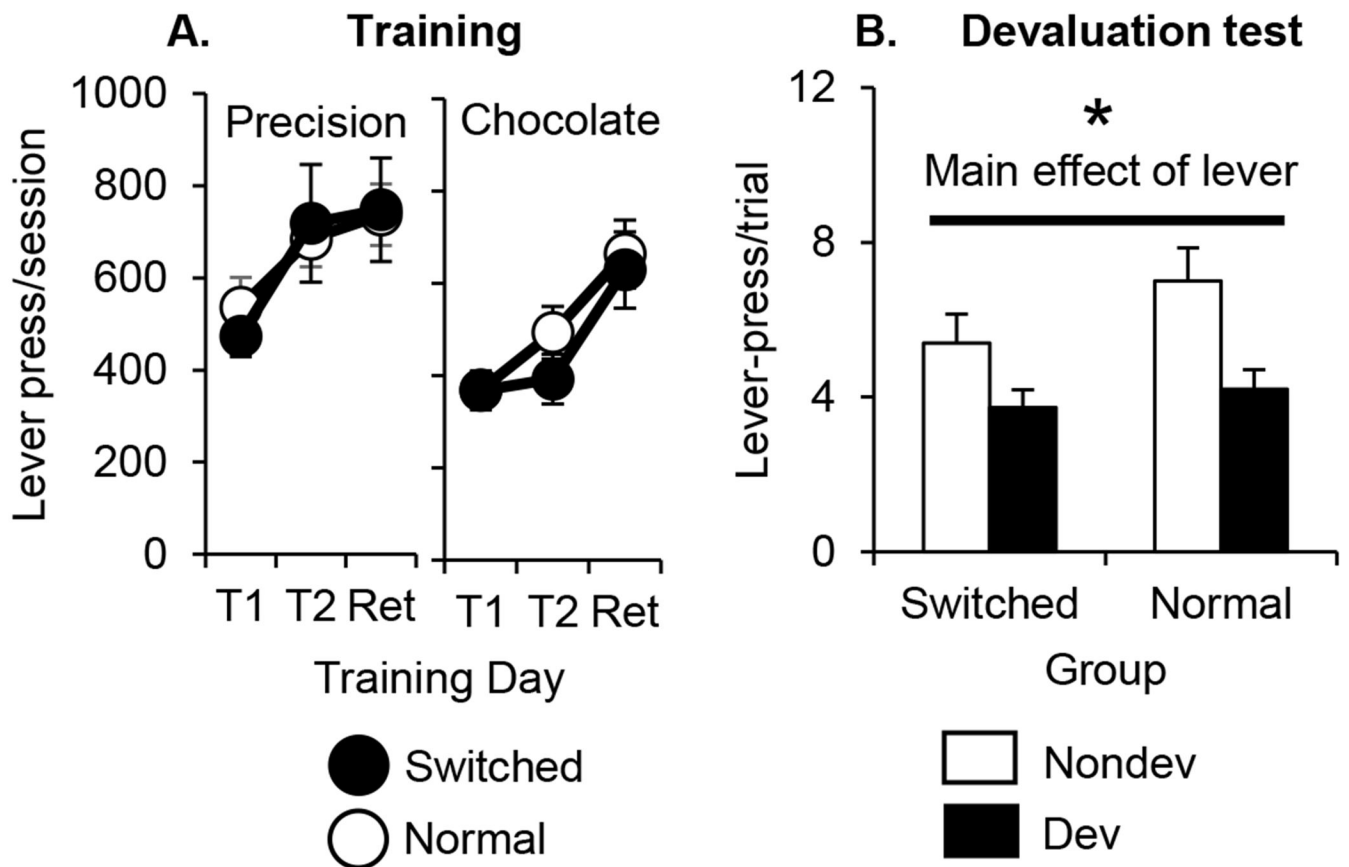 A. Training
Precision
Chocolate
Lever press/session
1000
800
600
400
200
0
T1 T2 Ret
T1 T2 Ret
Training Day
Switched
Normal
B. Devaluation test
*
Main effect of lever
Lever-press/trial
12
8
4
0
Switched Normal
Group
Nondev
Dev